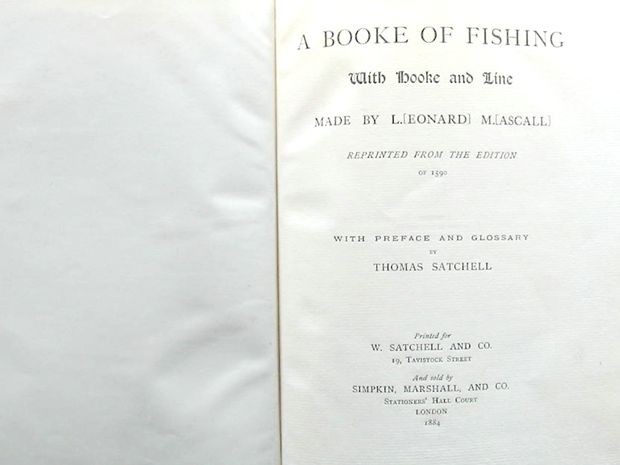 A BOOKE OF FISHING
With Hooke and Line
MADE BY L.[EONARD] M.[ASCALL]
REPRINTED FROM THE EDITION
OF 1590
WITH PREFACE AND GLOSSARY
BY
THOMAS SATCHELL
Printed for
W. SATCHELL AND CO.
19, TAVISTOCK STREET
And sold by
SIMPKIN, MARSHALL, AND CO.
STATIONERS' HALL COURT
LONDON
1884